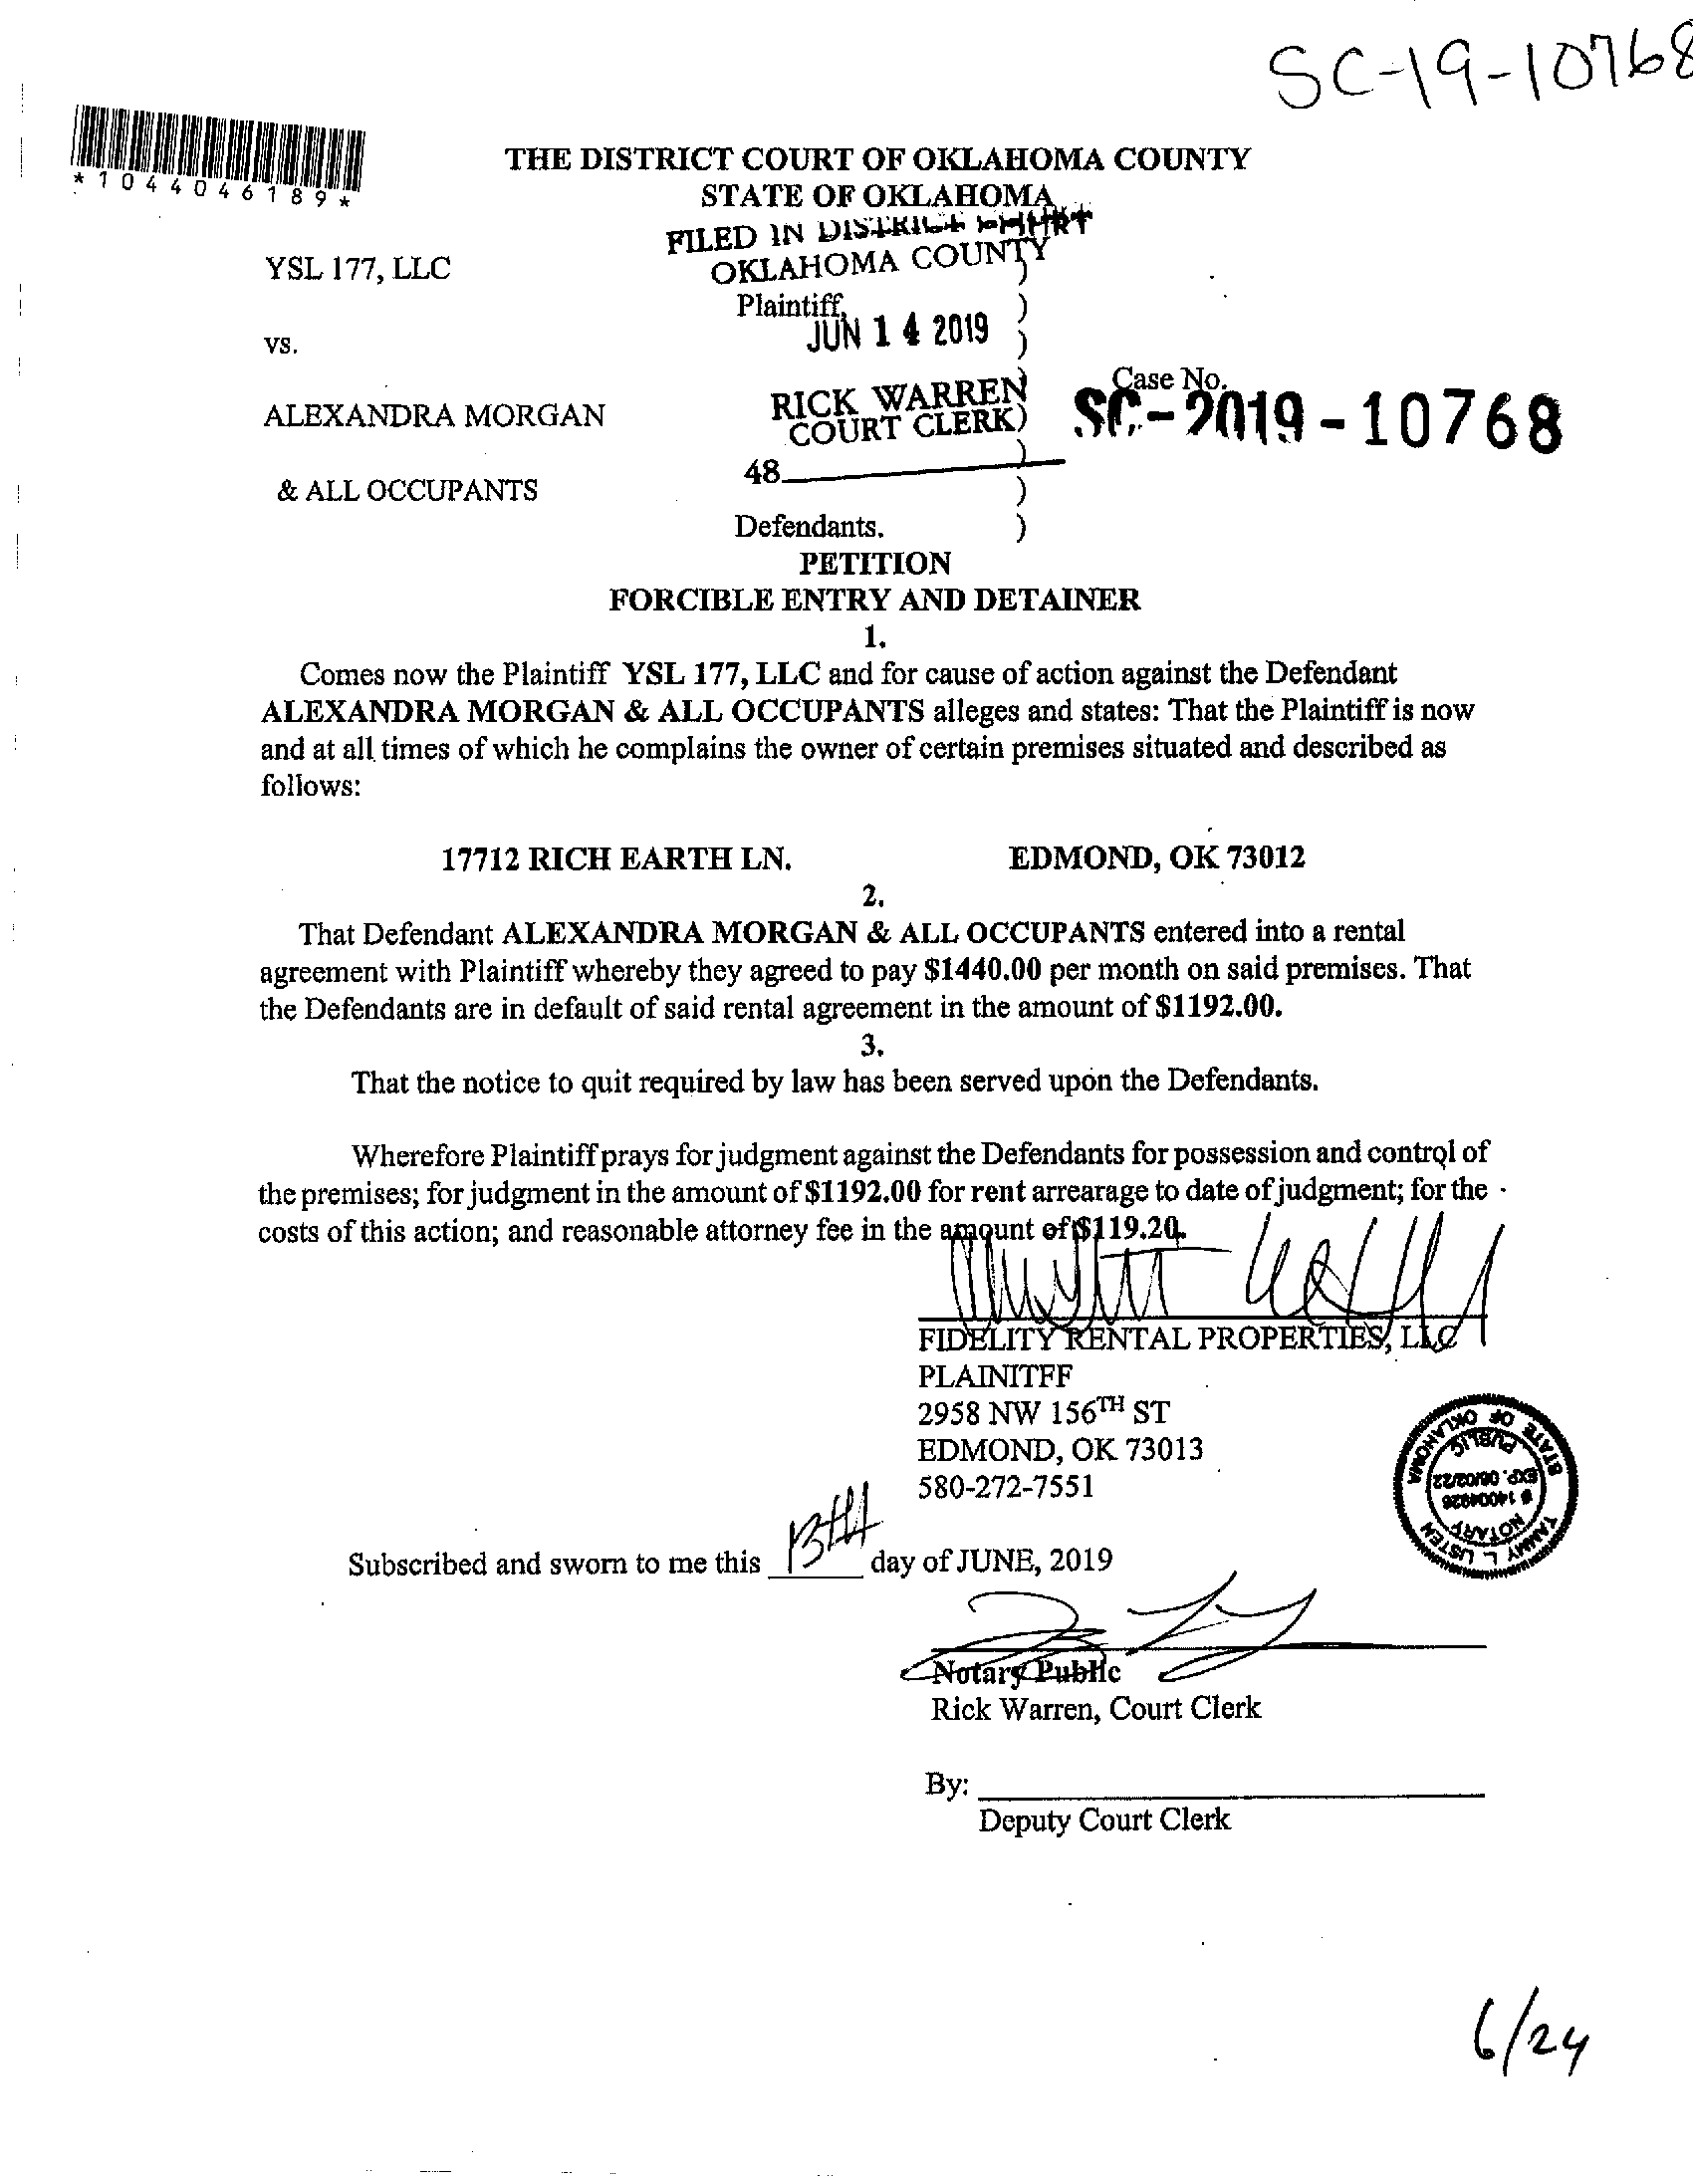 SC-19-10768
*1044046189*
THE DISTRICT COURT OF OKLAHOMA COUNTY
STATE OF OKLAHOMA
FILED IN DISTRICT COURT
OKLAHOMA COUNTY )
YSL 177, LLC
Plaintiff, )
JUN 14 2019 )
vs.
RICK WARREN )
COURT CLERK )
Case No.
SC-2019-10768
ALEXANDRA MORGAN
48 )
& ALL OCCUPANTS )
Defendants. )
PETITION
FORCIBLE ENTRY AND DETAINER
1.
Comes now the Plaintiff YSL 177, LLC and for cause of action against the Defendant
ALEXANDRA MORGAN & ALL OCCUPANTS alleges and states: That the Plaintiff is now
and at all times of which he complains the owner of certain premises situated and described as
follows:
17712 RICH EARTH LN. EDMOND, OK 73012
2.
That Defendant ALEXANDRA MORGAN & ALL OCCUPANTS entered into a rental
agreement with Plaintiff whereby they agreed to pay $1440.00 per month on said premises. That
the Defendants are in default of said rental agreement in the amount of $1192.00.
3.
That the notice to quit required by law has been served upon the Defendants.
Wherefore Plaintiff prays for judgment against the Defendants for possession and control of
the premises; for judgment in the amount of $1192.00 for rent arrearage to date of judgment; for the
costs of this action; and reasonable attorney fee in the amount of $119.20.
FIDELITY RENTAL PROPERTIES, LLC
PLAINITFF
2958 NW 156TH ST
EDMOND, OK 73013
580-272-7551
TAMMY L. LISTEN
NOTARY
# 14004926
EXP. 06/02/22
PUBLIC
STATE OF OKLAHOMA
Subscribed and sworn to me this 13th day of JUNE, 2019
Notary Public
Rick Warren, Court Clerk
By:
Deputy Court Clerk
6/24